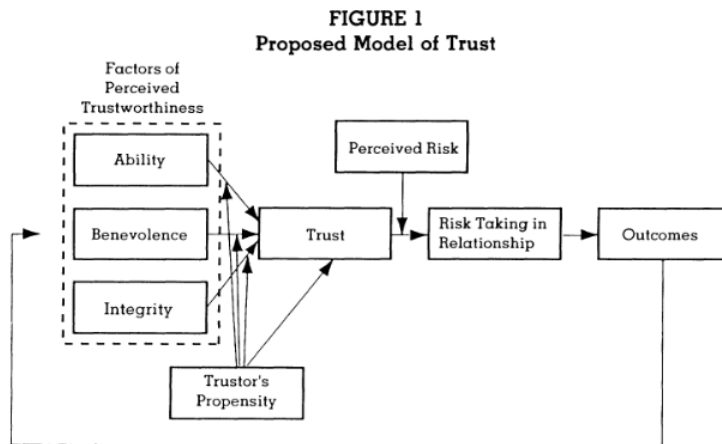 FIGURE 1
Proposed Model of Trust
Factors of
Perceived
Trustworthiness
Ability
Benevolence
Integrity
Trustor's
Propensity
Trust
Perceived Risk
Risk Taking in
Relationship
Outcomes